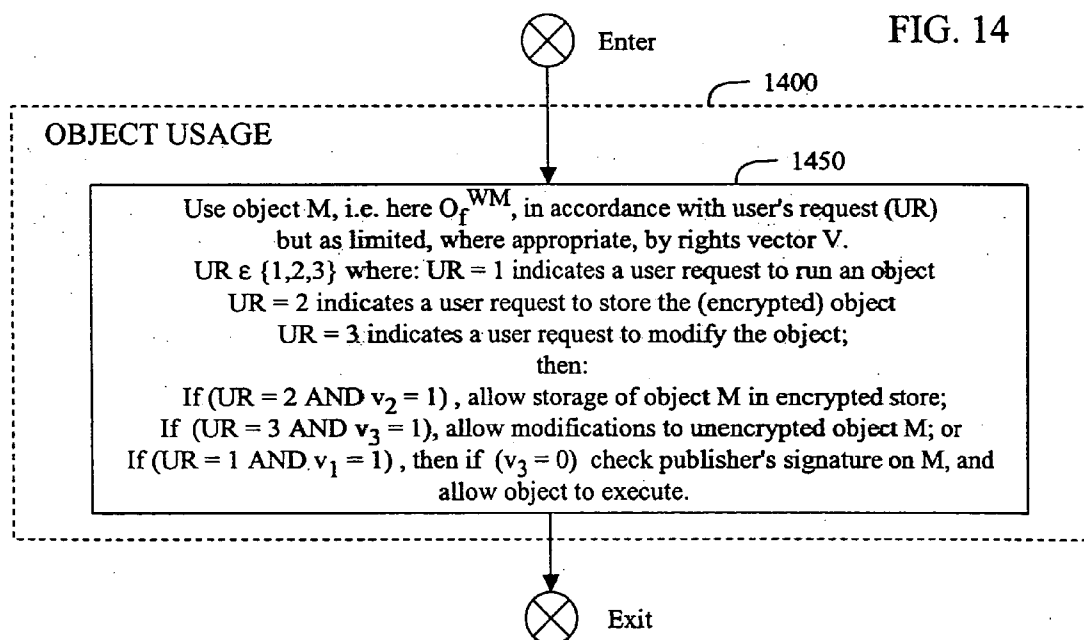 FIG. 14
Enter
1400
OBJECT USAGE
1450
Use object M, i.e. here O_f^WM, in accordance with user's request (UR)
but as limited, where appropriate, by rights vector V.
UR ε {1,2,3} where: UR = 1 indicates a user request to run an object
UR = 2 indicates a user request to store the (encrypted) object
UR = 3 indicates a user request to modify the object;
then:
If (UR = 2 AND v₂ = 1) , allow storage of object M in encrypted store;
If (UR = 3 AND v₃ = 1), allow modifications to unencrypted object M; or
If (UR = 1 AND v₁ = 1) , then if (v₃ = 0) check publisher's signature on M, and
allow object to execute.
Exit